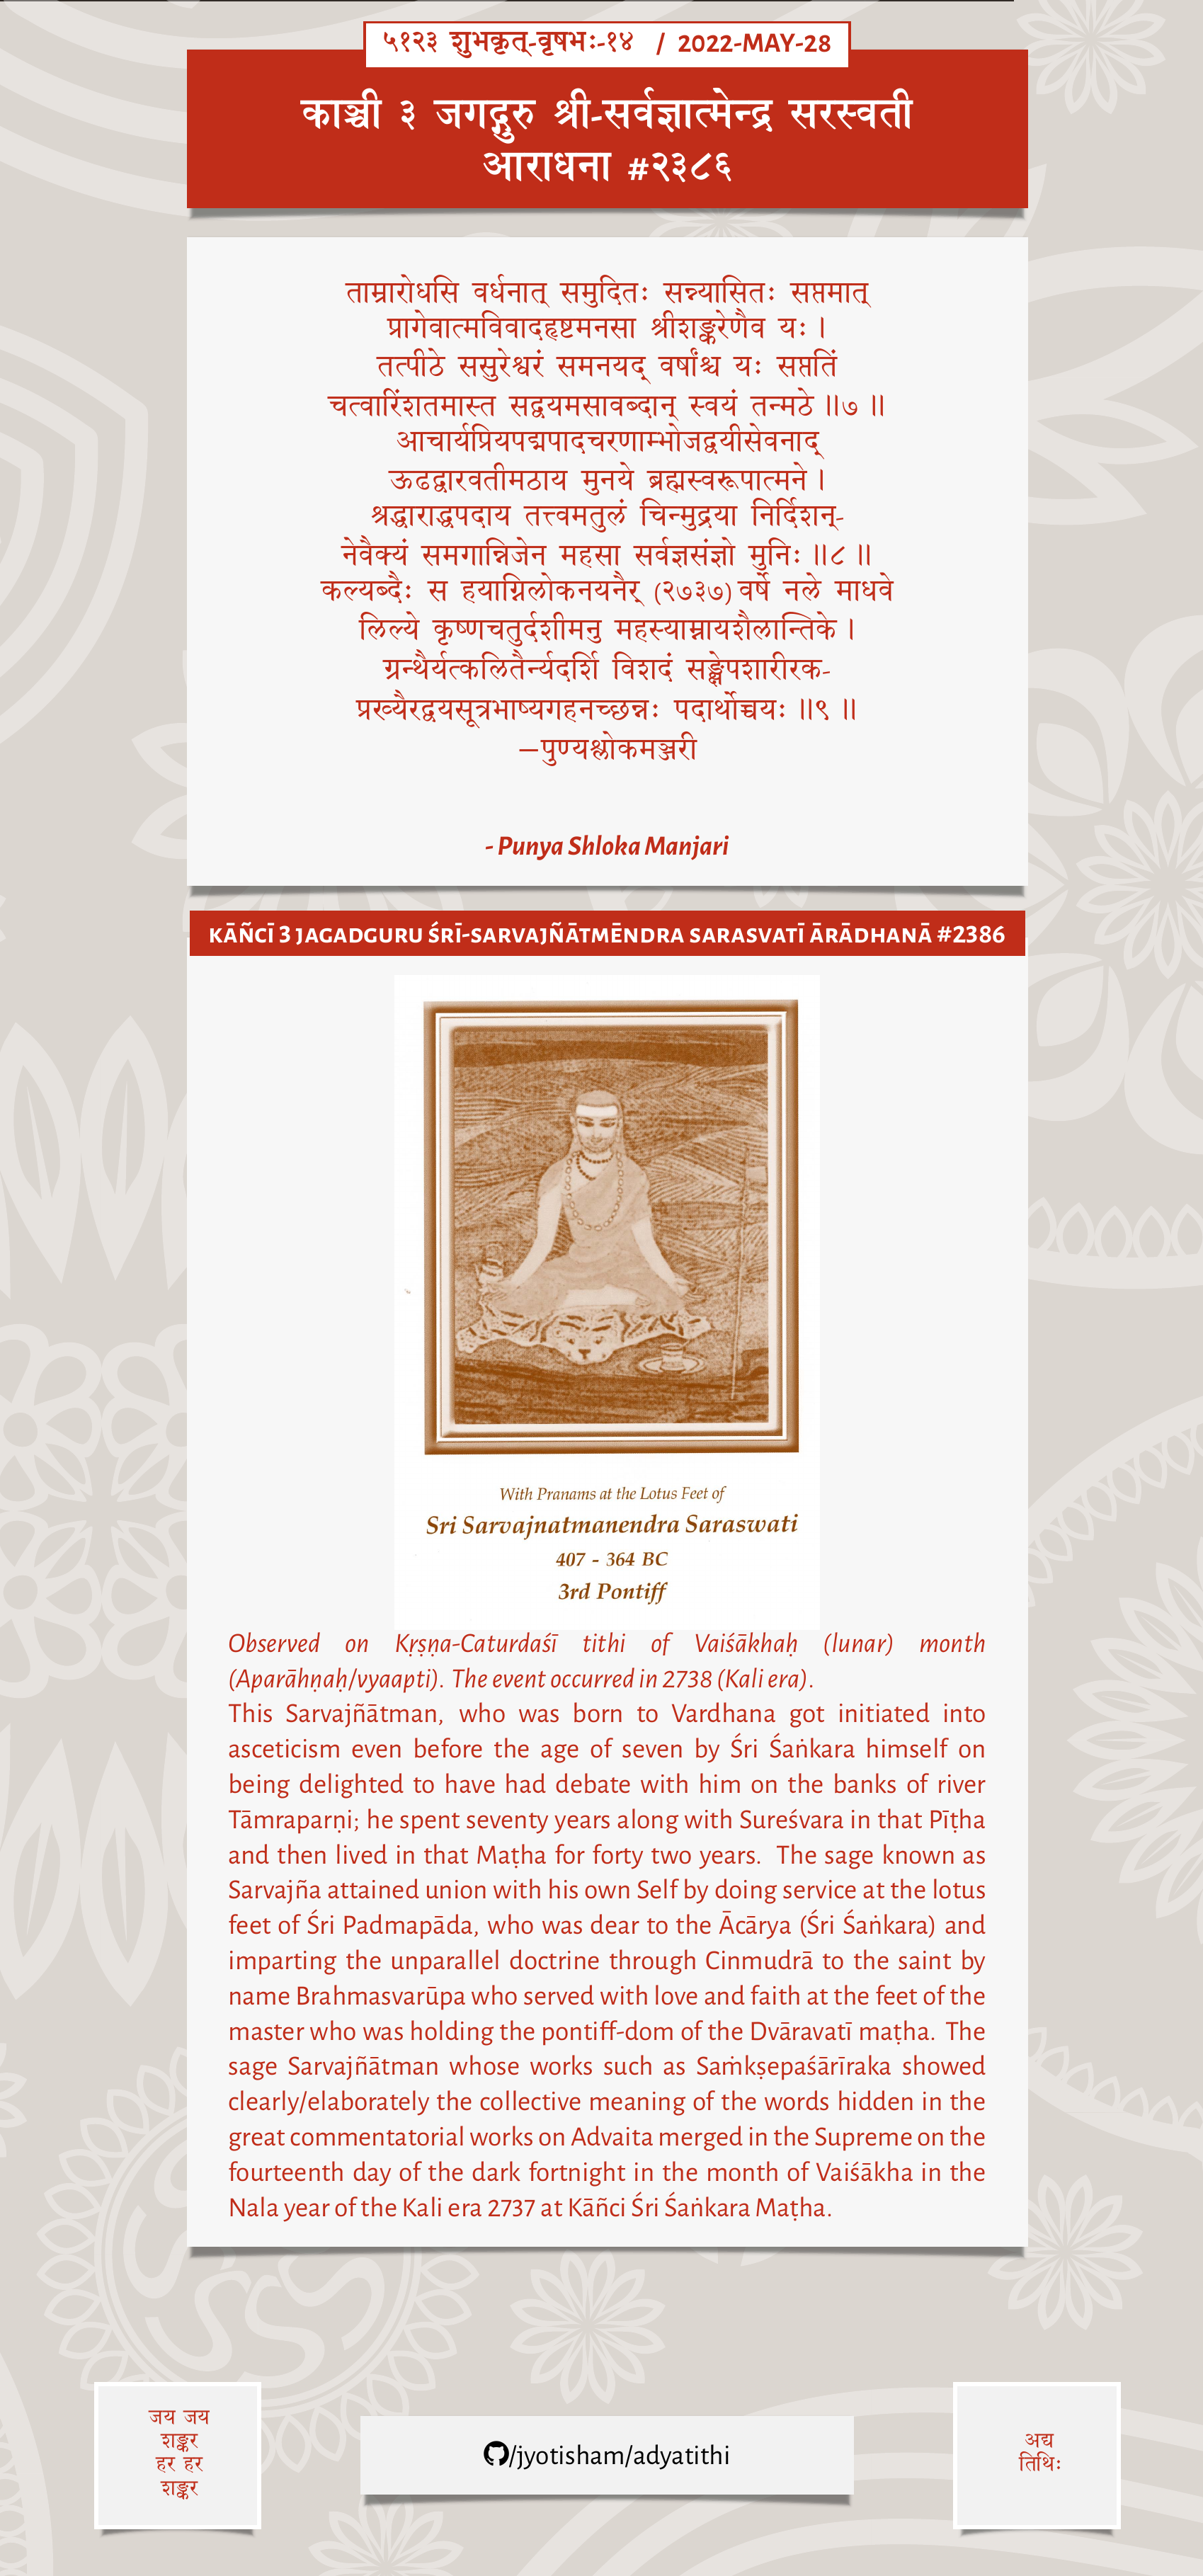 ५१२३ शुभकृत्-वृषभः-१४ / 2022-MAY-28
काञ्ची ३ जगद्गुरु श्री-सर्वज्ञात्मेन्द्र सरस्वती
आराधना #२३८६
ताम्रारोधसि वर्धनात् समुदितः सन्न्यासितः सप्तमात्
प्रागेवात्मविवादहृष्टमनसा श्रीशङ्करेणैव यः।
तत्पीठे ससुरेश्वरं समनयद् वर्षांश्च यः सप्ततिं
चत्वारिंशतमास्त सद्वयमसावब्दान् स्वयं तन्मठे॥७॥
आचार्यप्रियपद्मपादचरणाम्भोजद्वयीसेवनाद्
ऊढद्वारवतीमठाय मुनये ब्रह्मस्वरूपात्मने।
श्रद्धाराद्धपदाय तत्त्वमतुलं चिन्मुद्रया निर्दिशन्-
नेवैक्यं समगान्निजेन महसा सर्वज्ञसंज्ञो मुनिः॥८॥
कल्यब्दैः स हयाग्निलोकनयनैर् (२७३७) वर्षे नले माधवे
लिल्ये कृष्णचतुर्दशीमनु महस्याम्नायशैलान्तिके।
ग्रन्थैर्यत्कलितैर्न्यदर्शि विशदं सङ्क्षेपशारीरक-
प्रख्यैरद्वयसूत्रभाष्यगहनच्छन्नः पदार्थोच्चयः॥९॥
—पुण्यश्लोकमञ्जरी
- Punya Shloka Manjari
KĀÑCĪ 3 JAGADGURU ŚRĪ-SARVAJÑĀTMĒNDRA SARASVATĪ ĀRĀDHANĀ #2386
With Pranams at the Lotus Feet of
Sri Sarvajnatmanendra Saraswati
407 - 364 BC
3rd Pontiff
Observed on Kṛṣṇa-Caturdaśī tithi of Vaiśākhaḥ (lunar) month
(Aparāhṇaḥ/vyaapti). The event occurred in 2738 (Kali era).
This Sarvajñātman, who was born to Vardhana got initiated into
asceticism even before the age of seven by Śri Śaṅkara himself on
being delighted to have had debate with him on the banks of river
Tāmraparṇi; he spent seventy years along with Sureśvara in that Pīṭha
and then lived in that Maṭha for forty two years. The sage known as
Sarvajña attained union with his own Self by doing service at the lotus
feet of Śri Padmapāda, who was dear to the Ācārya (Śri Śaṅkara) and
imparting the unparallel doctrine through Cinmudrā to the saint by
name Brahmasvarūpa who served with love and faith at the feet of the
master who was holding the pontiff-dom of the Dvāravatī maṭha. The
sage Sarvajñātman whose works such as Saṁkṣepaśārīraka showed
clearly/elaborately the collective meaning of the words hidden in the
great commentatorial works on Advaita merged in the Supreme on the
fourteenth day of the dark fortnight in the month of Vaiśākha in the
Nala year of the Kali era 2737 at Kāñci Śri Śaṅkara Maṭha.
जय जय
शङ्कर
हर हर
शङ्कर
/jyotisham/adyatithi
अद्य
तिथिः